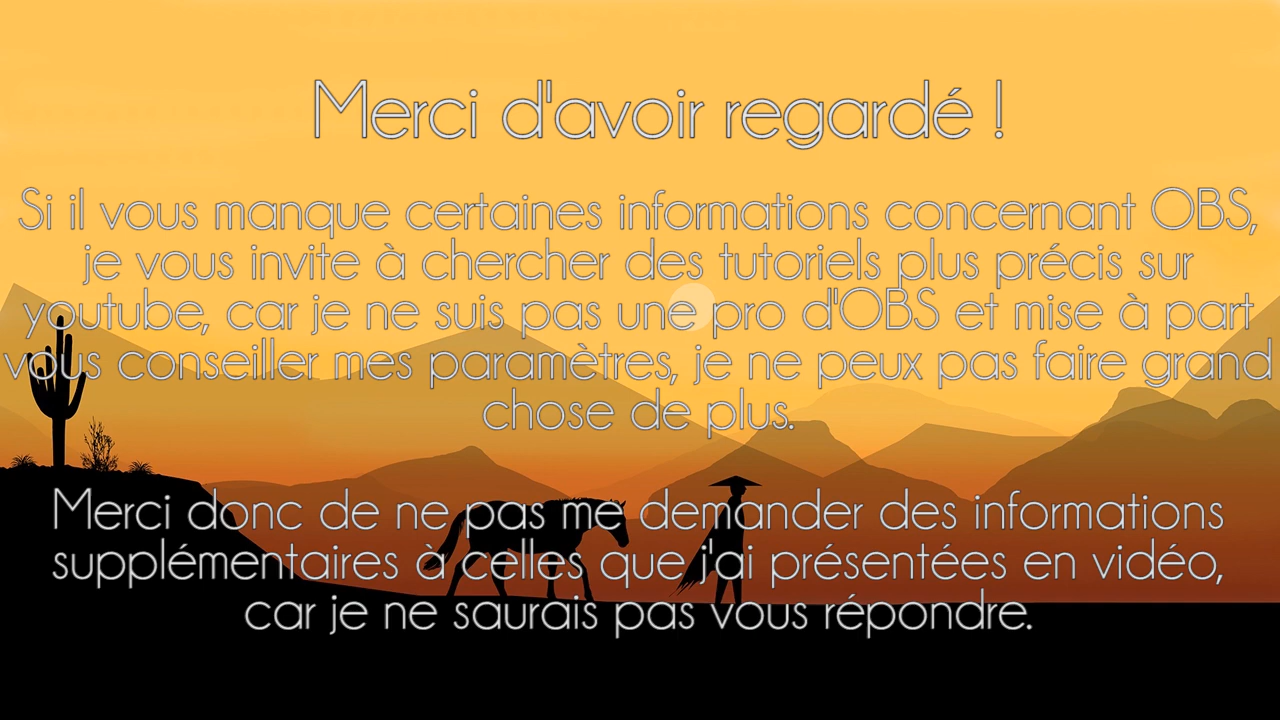 Merci d'avoir regardé !
Si il vous manque certaines informations concernant OBS,
je vous invite à chercher des tutoriels plus précis sur
youtube, car je ne suis pas une pro d'OBS et mise à part
vous conseiller mes paramètres, je ne peux pas faire grand
chose de plus.
Merci donc de ne pas me demander des informations
supplémentaires à celles que j'ai présentées en vidéo,
car je ne saurais pas vous répondre.